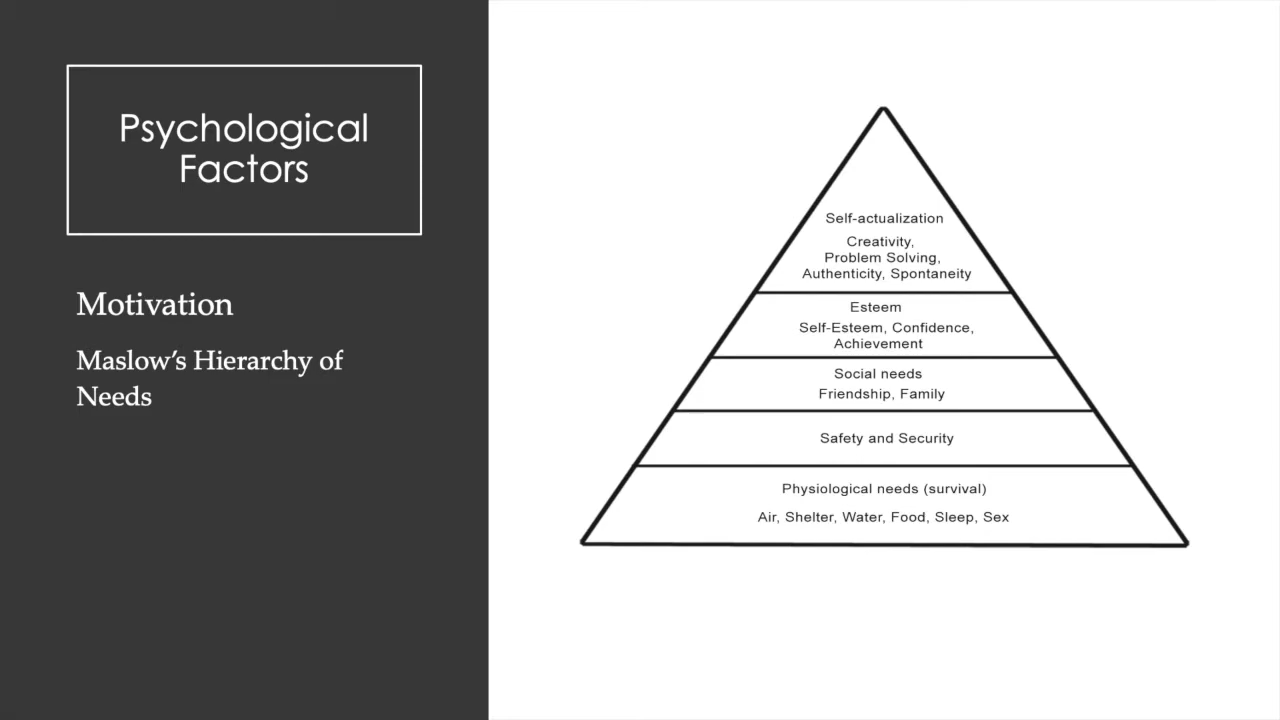 Psychological
Factors
Motivation
Maslow’s Hierarchy of
Needs
Self-actualization
Creativity,
Problem Solving,
Authenticity, Spontaneity
Esteem
Self-Esteem, Confidence,
Achievement
Social needs
Friendship, Family
Safety and Security
Physiological needs (survival)
Air, Shelter, Water, Food, Sleep, Sex